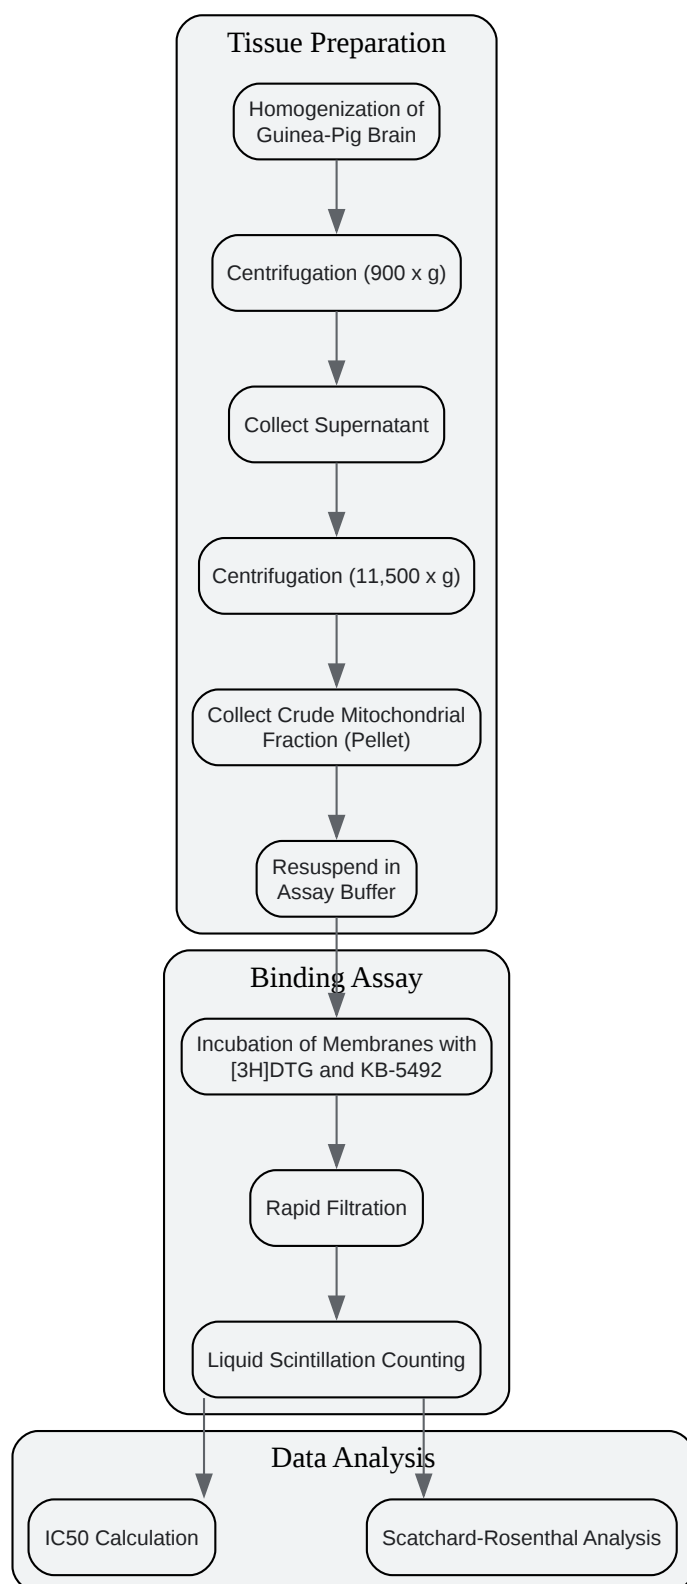 Tissue Preparation
Homogenization of
Guinea-Pig Brain
Centrifugation (900 x g)
Collect Supernatant
Centrifugation (11,500 x g)
Collect Crude Mitochondrial
Fraction (Pellet)
Resuspend in
Assay Buffer
Binding Assay
Incubation of Membranes with
[3H]DTG and KB-5492
Rapid Filtration
Liquid Scintillation Counting
Data Analysis
IC50 Calculation
Scatchard-Rosenthal Analysis